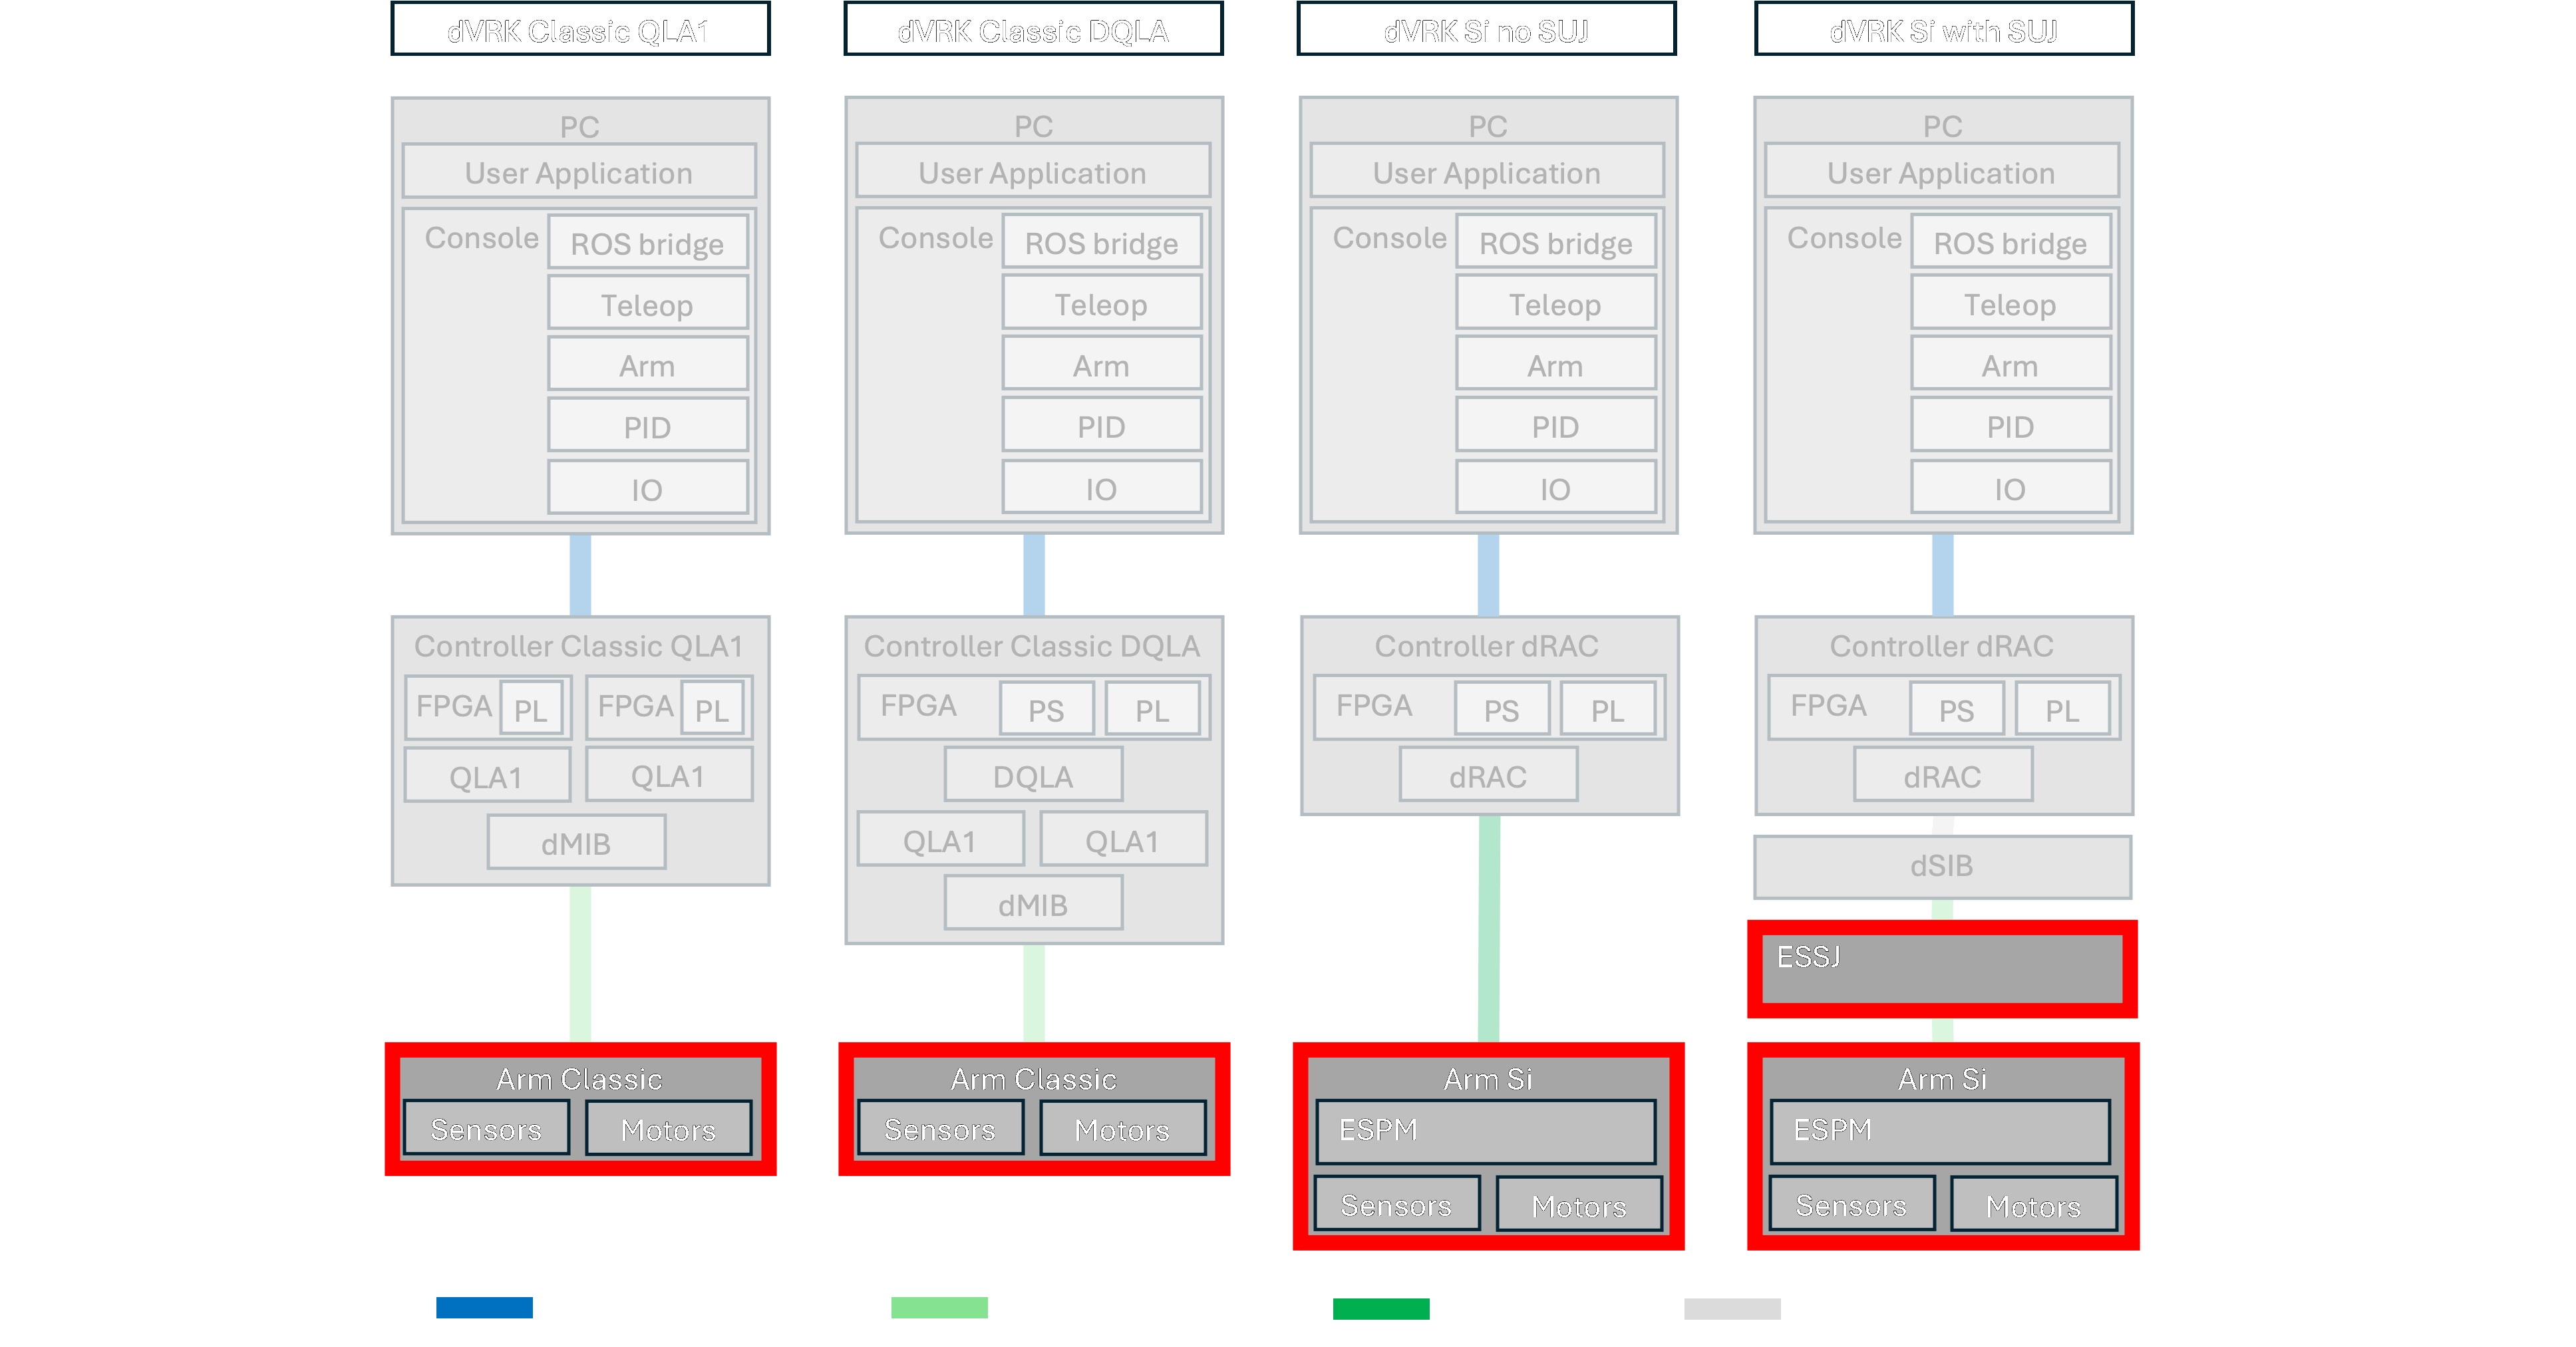 dVRK Classic QLA1
dVRK Classic DQLA
dVRK Si no SUJ
dVRK Si with SUJ
PC
User Application
Console
ROS bridge
Teleop
Arm
PID
IO
PC
User Application
Console
ROS bridge
Teleop
Arm
PID
IO
PC
User Application
Console
ROS bridge
Teleop
Arm
PID
IO
PC
User Application
Console
ROS bridge
Teleop
Arm
PID
IO
Controller Classic QLA1
FPGA PL FPGA PL
QLA1 QLA1
dMIB
Controller Classic DQLA
FPGA PS PL
DQLA
QLA1 QLA1
dMIB
Controller dRAC
FPGA PS PL
dRAC
Controller dRAC
FPGA PS PL
dRAC
dSIB
ESSJ
Arm Classic
Sensors Motors
Arm Classic
Sensors Motors
Arm Si
ESPM
Sensors Motors
Arm Si
ESPM
Sensors Motors